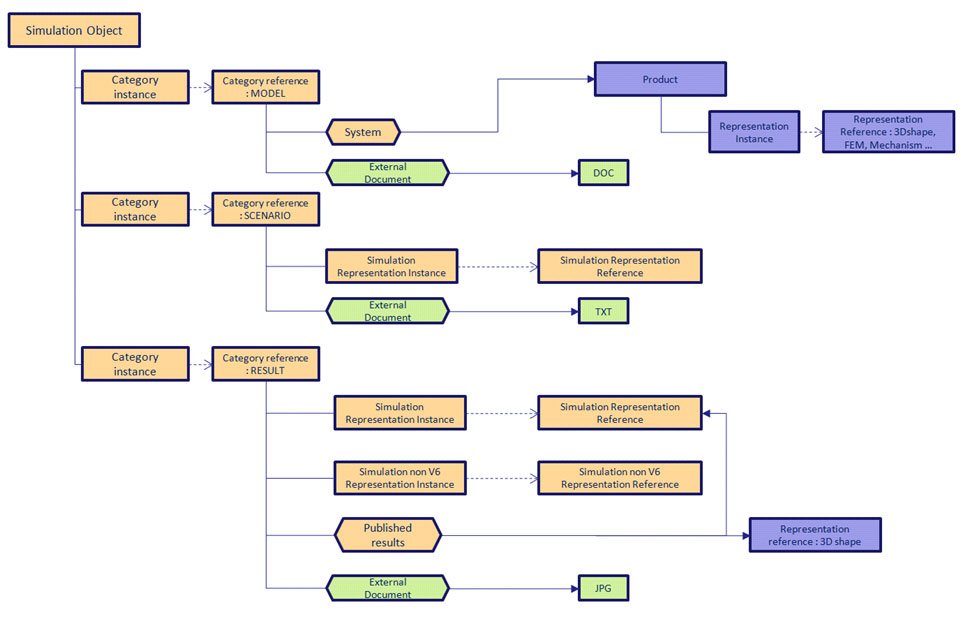 Simulation Object
Category
instance
Category reference
: MODEL
Product
System
Representation
Instance
Representation
Reference : 3Dshape,
FEM, Mechanism ...
External
Document
DOC
Category
instance
Category reference
: SCENARIO
Simulation
Representation Instance
Simulation Representation
Reference
External
Document
TXT
Category
instance
Category reference
: RESULT
Simulation
Representation Instance
Simulation Representation
Reference
Simulation non V6
Representation Instance
Simulation non V6
Representation Reference
Published
results
Representation
reference : 3D shape
External
Document
JPG